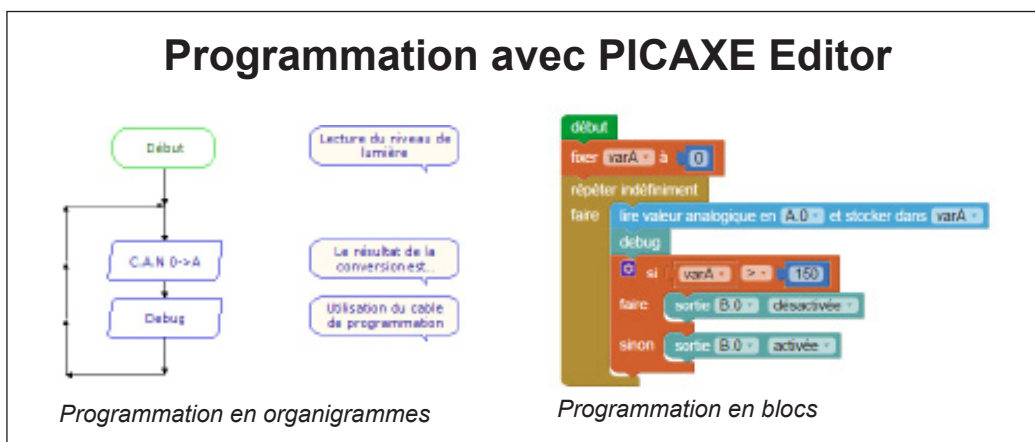 Programmation avec PICAXE Editor
Début
Lecture du niveau de
lumière
C.A.N 0->A
Le résultat de la
conversion est...
Debug
Utilisation du cable
de programmation
Programmation en organigrammes
début
fixer varA à 0
répéter indéfiniment
faire lire valeur analogique en A.0 et stocker dans varA
debug
si varA > 150
faire sortie B.0 désactivée
sinon sortie B.0 activée
Programmation en blocs